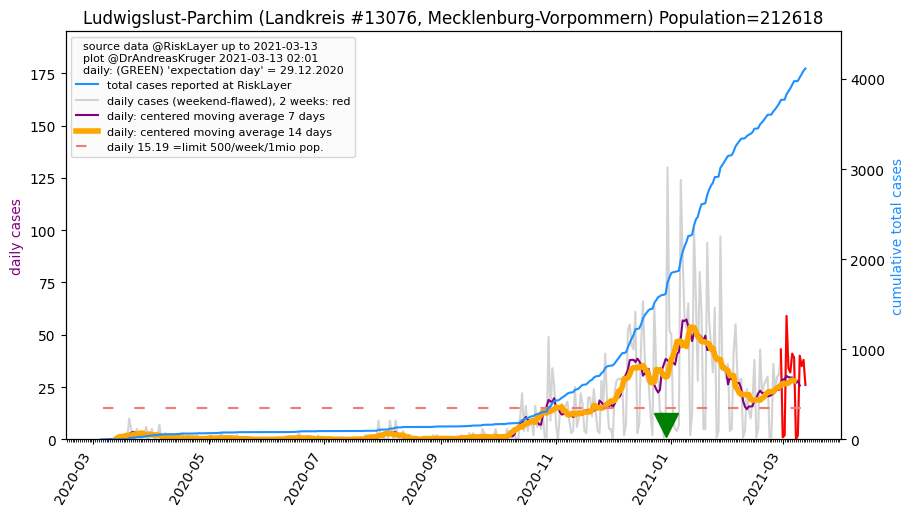 Ludwigslust-Parchim (Landkreis #13076, Mecklenburg-Vorpommern) Population=212618
source data @RiskLayer up to 2021-03-13
plot @DrAndreasKruger 2021-03-13 02:01
daily: (GREEN) 'expectation day' = 29.12.2020
total cases reported at RiskLayer
daily cases (weekend-flawed), 2 weeks: red
daily: centered moving average 7 days
daily: centered moving average 14 days
daily 15.19 =limit 500/week/1mio pop.
daily cases
175
150
125
100
75
50
25
0
cumulative total cases
4000
3000
2000
1000
0
2020-03
2020-05
2020-07
2020-09
2020-11
2021-01
2021-03